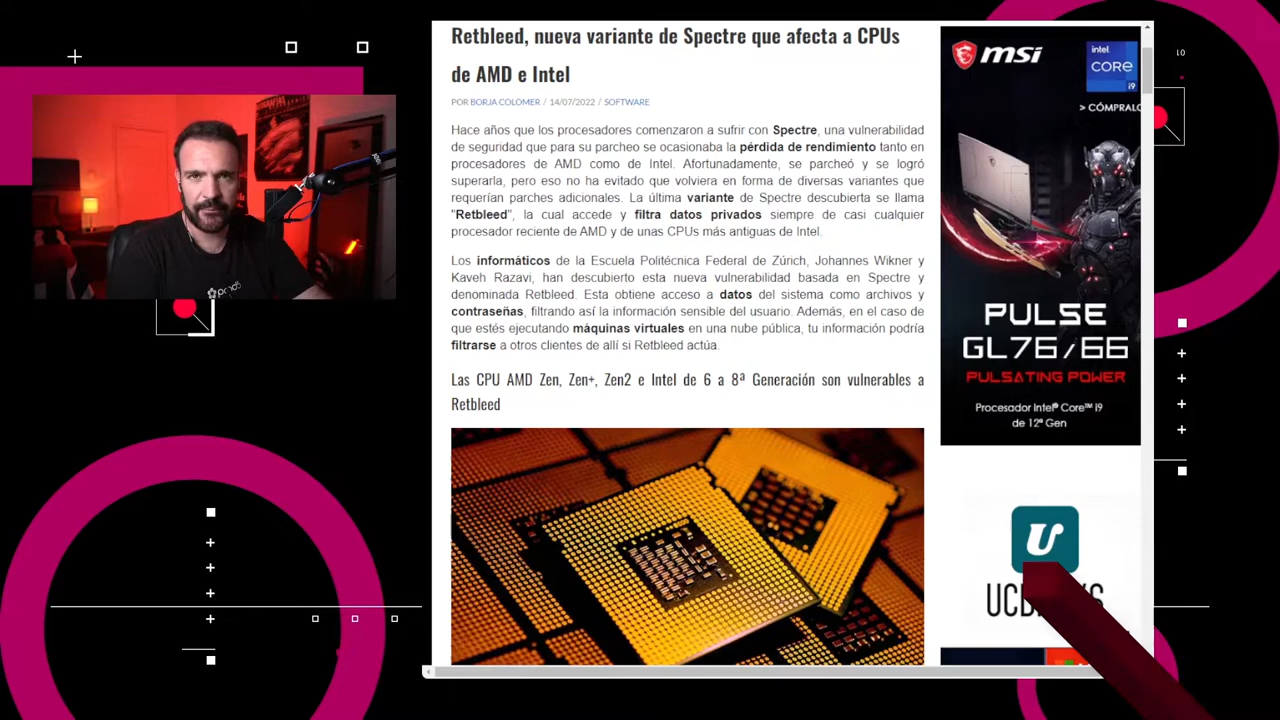 Retbleed, nueva variante de Spectre que afecta a CPUs
de AMD e Intel
POR BORJA COLOMER / 14/07/2022 / SOFTWARE
Hace años que los procesadores comenzaron a sufrir con Spectre, una vulnerabilidad
de seguridad que para su parcheo se ocasionaba la pérdida de rendimiento tanto en
procesadores de AMD como de Intel. Afortunadamente, se parcheó y se logró
superarla, pero eso no ha evitado que volviera en forma de diversas variantes que
requerían parches adicionales. La última variante de Spectre descubierta se llama
"Retbleed", la cual accede y filtra datos privados siempre de casi cualquier
procesador reciente de AMD y de unas CPUs más antiguas de Intel.
Los informáticos de la Escuela Politécnica Federal de Zúrich, Johannes Wikner y
Kaveh Razavi, han descubierto esta nueva vulnerabilidad basada en Spectre y
denominada Retbleed. Esta obtiene acceso a datos del sistema como archivos y
contraseñas, filtrando así la información sensible del usuario. Además, en el caso de
que estés ejecutando máquinas virtuales en una nube pública, tu información podría
filtrarse a otros clientes de allí si Retbleed actúa.
Las CPU AMD Zen, Zen+, Zen2 e Intel de 6 a 8ª Generación son vulnerables a
Retbleed
msi
intel
CORE
i9
> CÓMPRALO
PULSE
GL76/66
PULSATING POWER
Procesador Intel® Core™ i9
de 12ª Gen
U
10